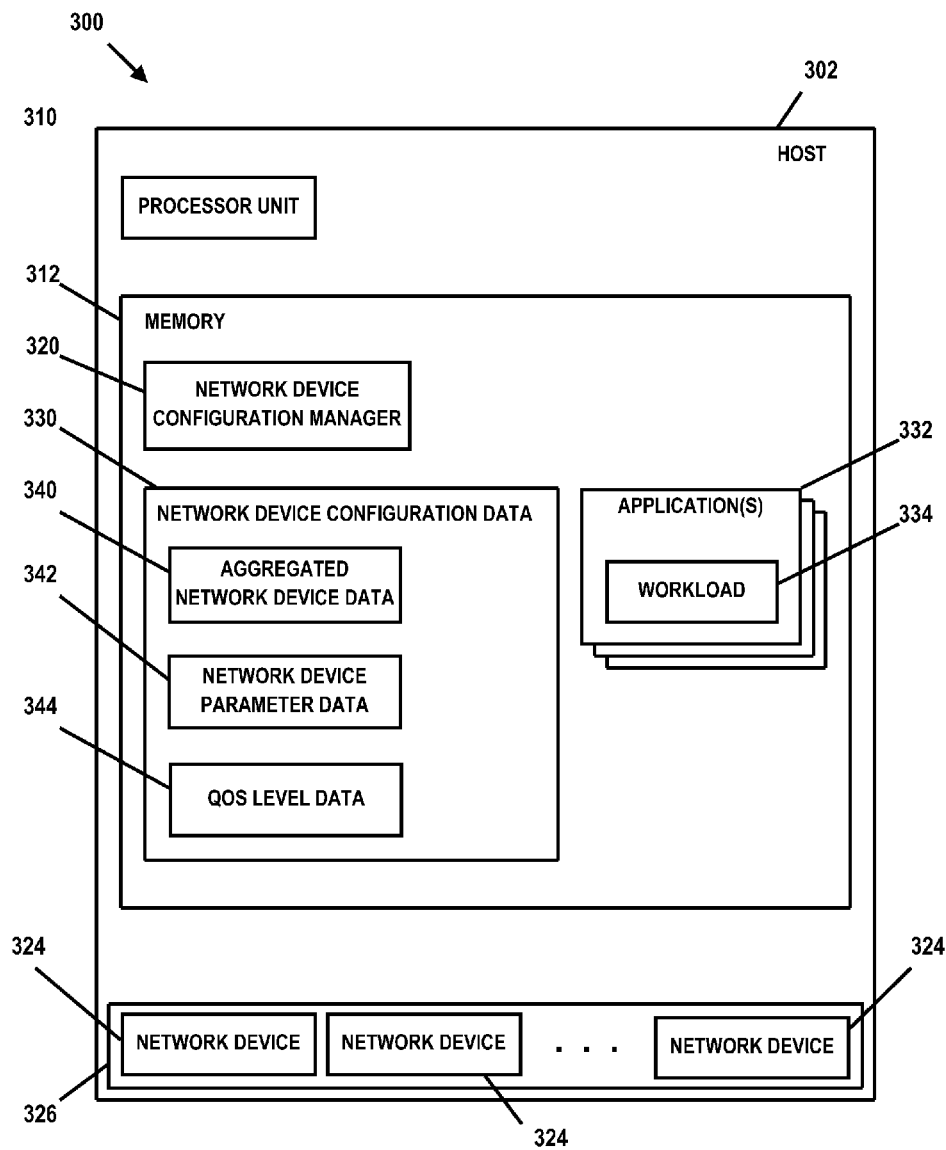 300
302
310
HOST
PROCESSOR UNIT
312
MEMORY
320
NETWORK DEVICE
CONFIGURATION MANAGER
330
332
340
NETWORK DEVICE CONFIGURATION DATA
APPLICATION(S)
334
AGGREGATED
NETWORK DEVICE DATA
342
WORKLOAD
NETWORK DEVICE
PARAMETER DATA
344
QOS LEVEL DATA
324
324
NETWORK DEVICE
NETWORK DEVICE
. . .
NETWORK DEVICE
326
324